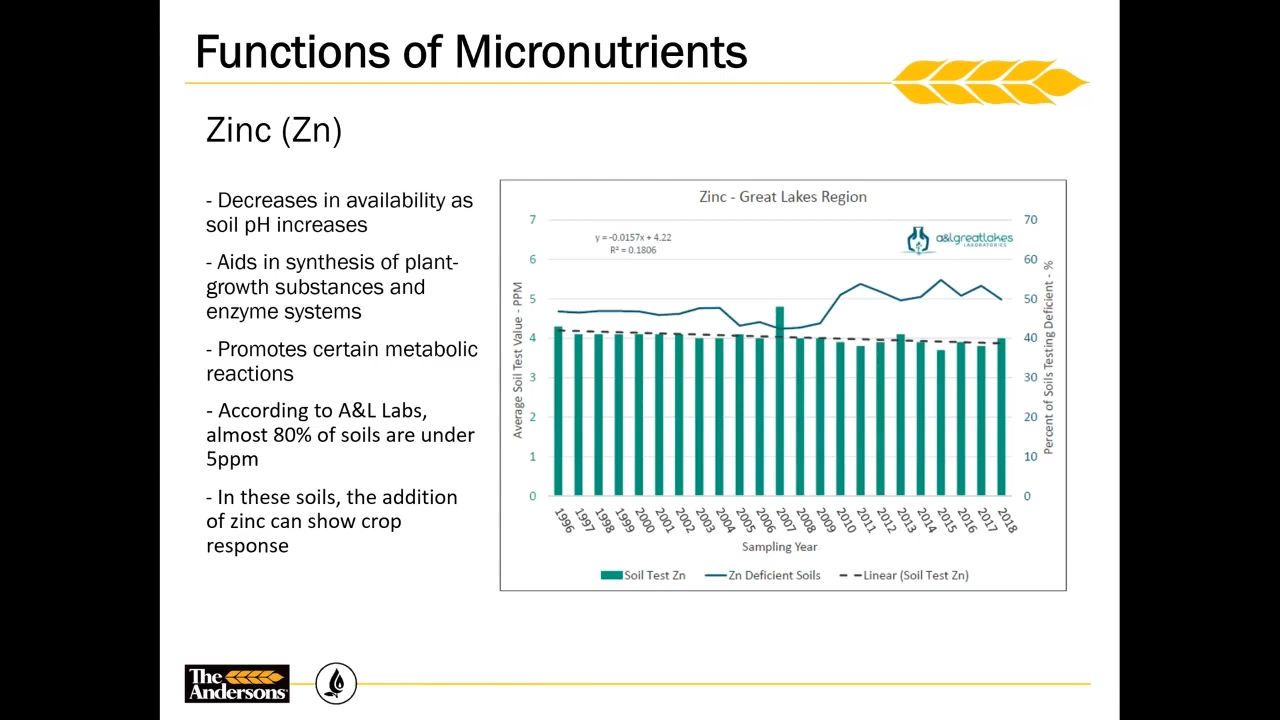 Functions of Micronutrients
Zinc (Zn)
- Decreases in availability as
soil pH increases
- Aids in synthesis of plant-
growth substances and
enzyme systems
- Promotes certain metabolic
reactions
- According to A&L Labs,
almost 80% of soils are under
5ppm
- In these soils, the addition
of zinc can show crop
response
Zinc - Great Lakes Region
y = -0.0157x + 4.22
R² = 0.1806
a&l greatlakes
LABORATORIES
Average Soil Test Value - PPM
7
6
5
4
3
2
1
0
Percent of Soils Testing Deficient - %
70
60
50
40
30
20
10
0
1996 1997 1998 1999 2000 2001 2002 2003 2004 2005 2006 2007 2008 2009 2010 2011 2012 2013 2014 2015 2016 2017 2018
Sampling Year
Soil Test Zn Zn Deficient Soils Linear (Soil Test Zn)
The
Andersons